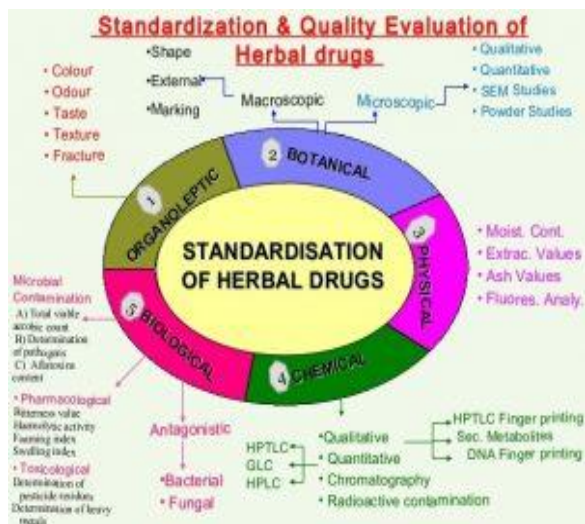 Standardization & Quality Evaluation of
Herbal drugs
• Colour
• Odour
• Taste
• Texture
• Fracture
•Shape
•External
•Marking
Macroscopic
Microscopic
• Qualitative
• Quantitative
• SEM Studies
• Powder Studies
1 ORGANOLEPTIC
2 BOTANICAL
3 PHYSICAL
4 CHEMICAL
5 BIOLOGICAL
STANDARDISATION
OF HERBAL DRUGS
• Moist. Cont.
• Extrac. Values
• Ash Values
• Fluores. Analy.
Microbial
Contamination
A) Total viable
aerobic count
B) Determination
of pathogens
C) Aflatoxins
content
• Pharmacological
Bitterness value
Haemolytic activity
Foaming index
Swelling index
• Toxicological
Determination of
pesticide residues
Determination of heavy
metals
Antagonistic
• Bacterial
• Fungal
HPTLC
GLC
HPLC
• Qualitative
• Quantitative
• Chromatography
• Radioactive contamination
HPTLC Finger printing
Sec. Metabolites
DNA Finger printing